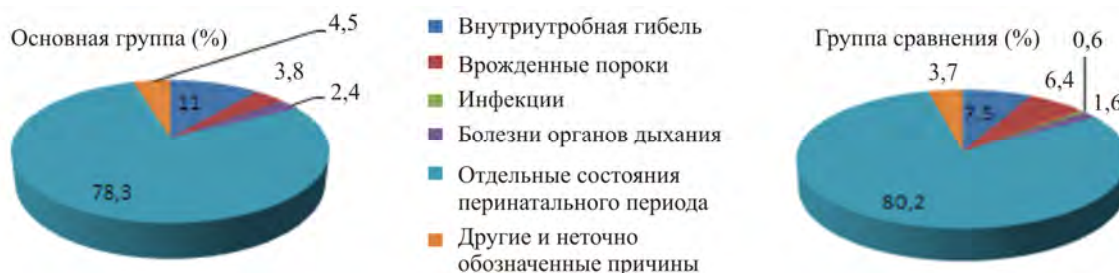 Основная группа (%)
4,5
3,8
2,4
11
78,3
Внутриутробная гибель
Врожденные пороки
Инфекции
Болезни органов дыхания
Отдельные состояния
перинатального периода
Другие и неточно
обозначенные причины
Группа сравнения (%)
0,6
3,7
6,4
1,6
7.5
80,2